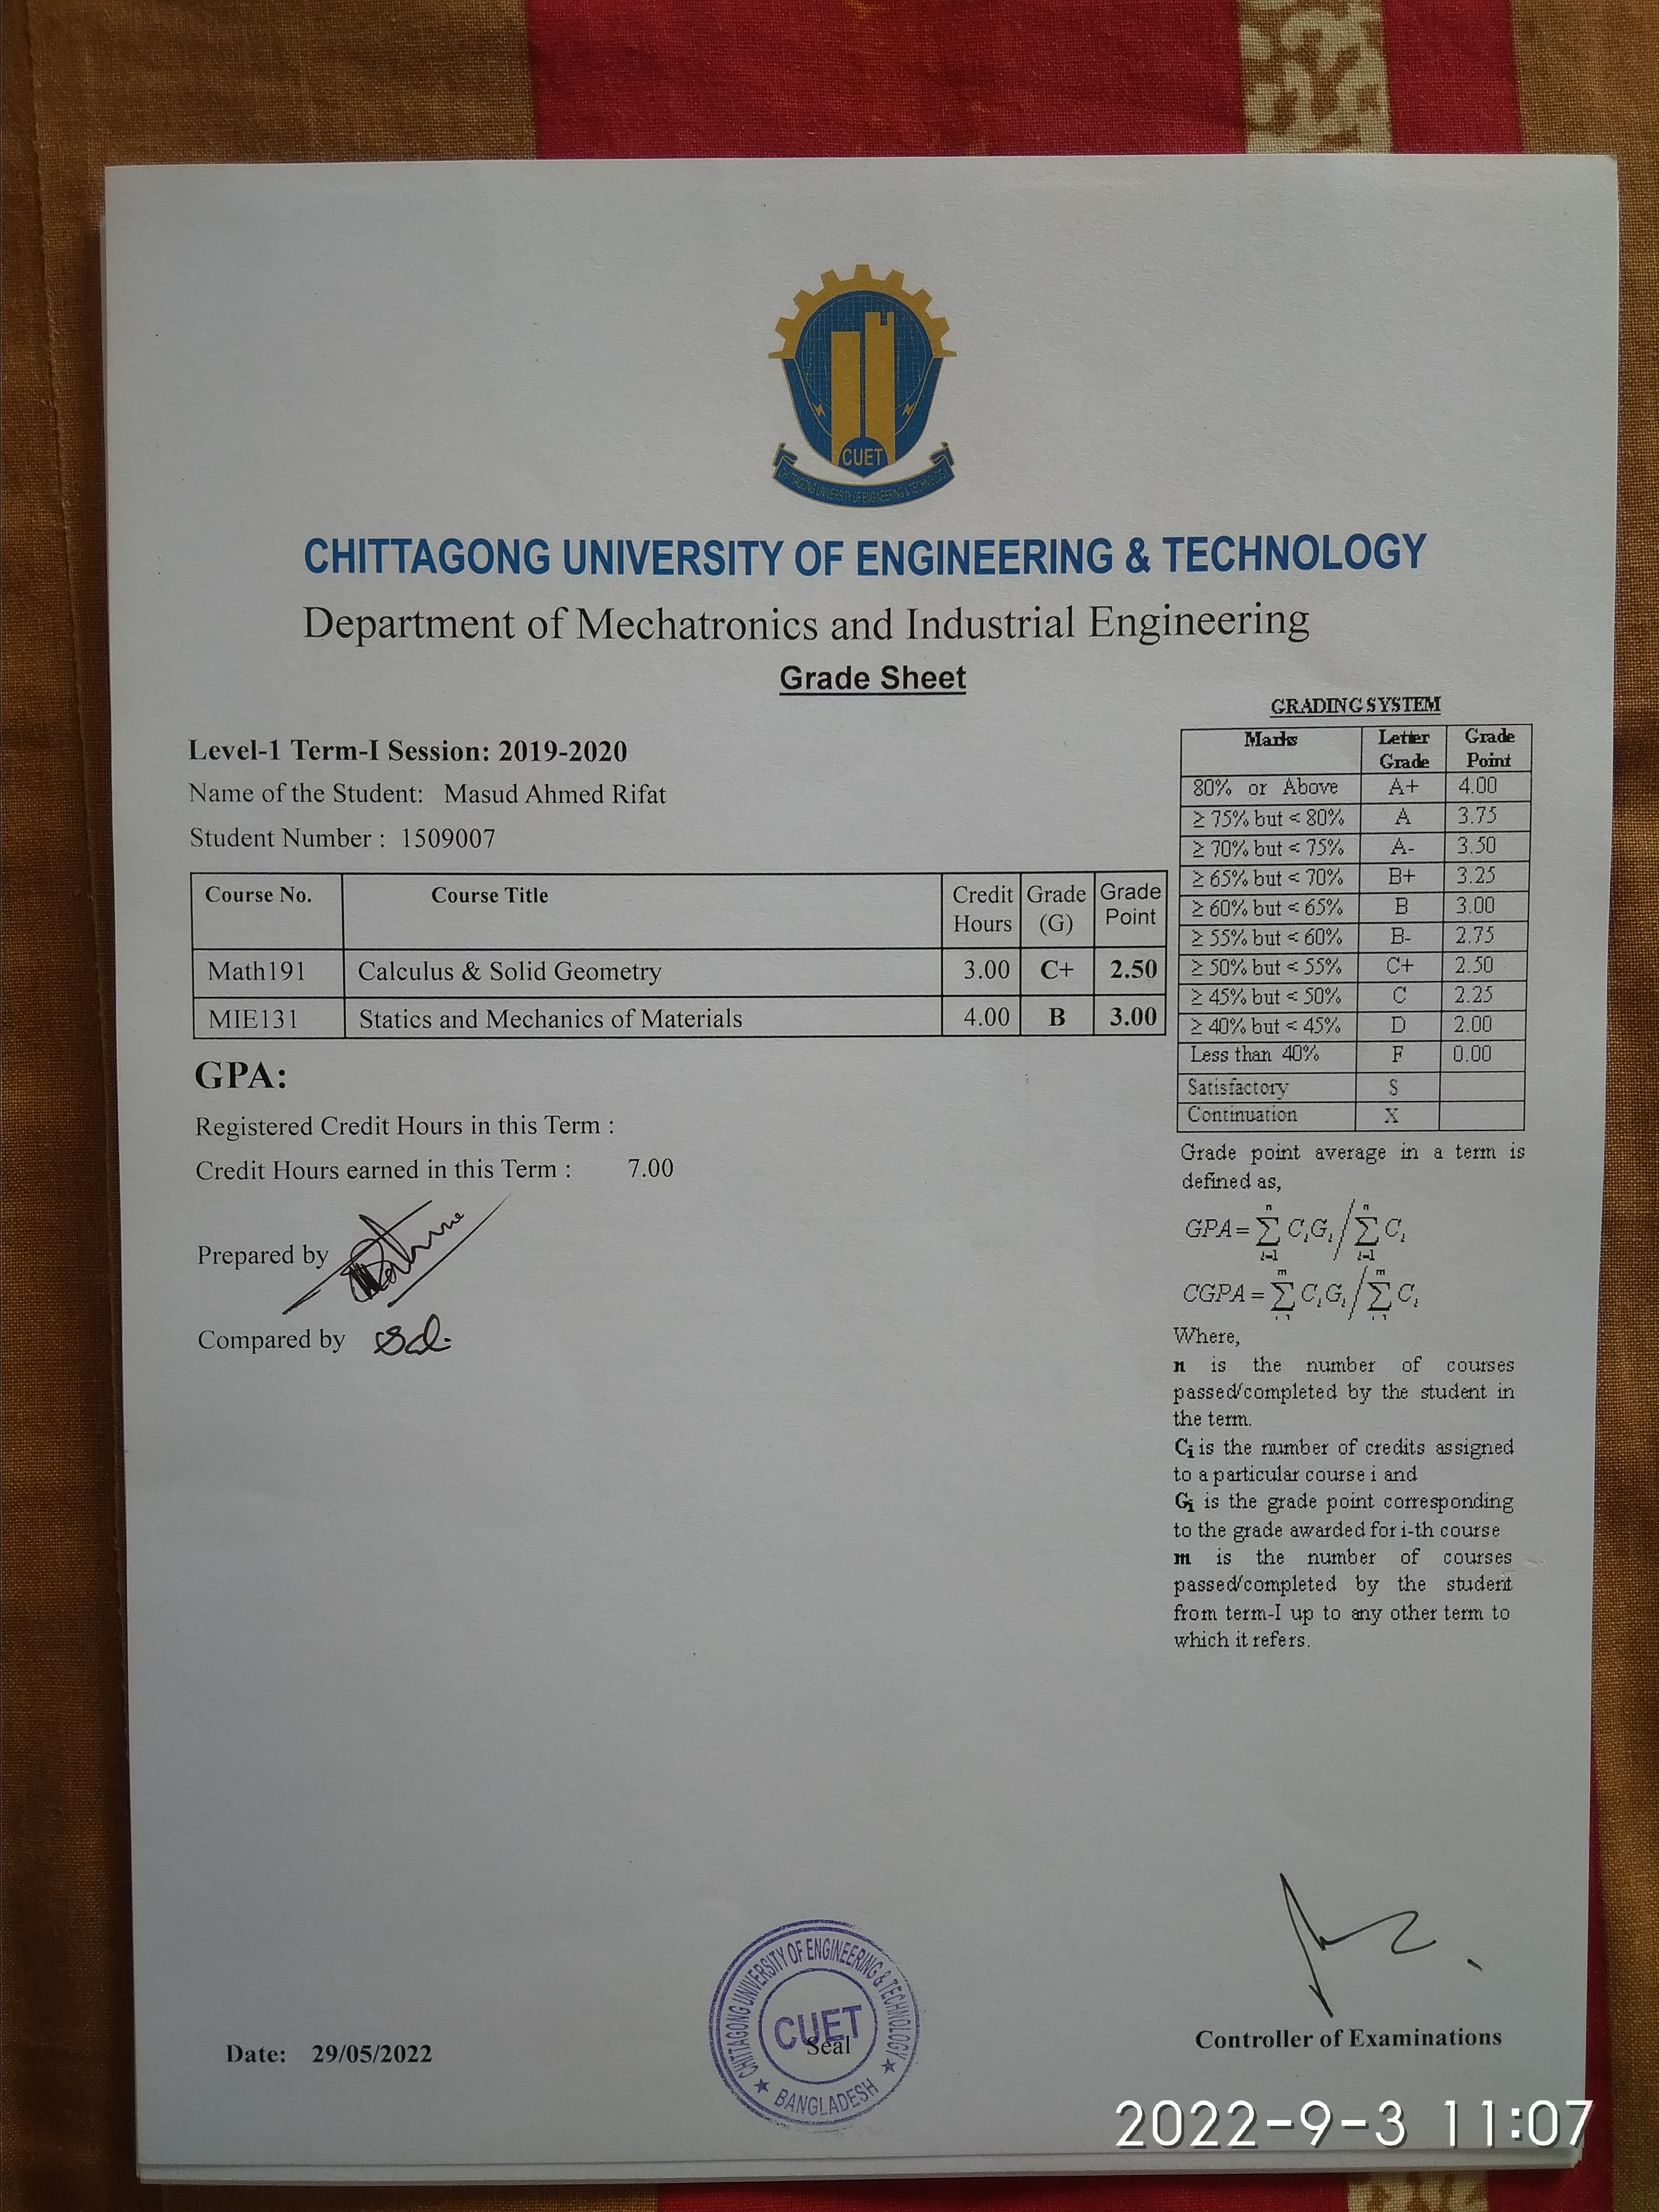 CUET
CHITTAGONG UNIVERSITY OF ENGINEERING & TECHNOLOGY
CHITTAGONG UNIVERSITY OF ENGINEERING & TECHNOLOGY
Department of Mechatronics and Industrial Engineering
Grade Sheet
Level-1 Term-I Session: 2019-2020
Name of the Student: Masud Ahmed Rifat
Student Number : 1509007
Course No. Course Title Credit Hours Grade (G) Grade Point
Math191 Calculus & Solid Geometry 3.00 C+ 2.50
MIE131 Statics and Mechanics of Materials 4.00 B 3.00
GPA:
Registered Credit Hours in this Term :
Credit Hours earned in this Term : 7.00
Prepared by
Compared by
GRADING SYSTEM
Marks Letter Grade Grade Point
80% or Above A+ 4.00
≥ 75% but < 80% A 3.75
≥ 70% but < 75% A- 3.50
≥ 65% but < 70% B+ 3.25
≥ 60% but < 65% B 3.00
≥ 55% but < 60% B- 2.75
≥ 50% but < 55% C+ 2.50
≥ 45% but < 50% C 2.25
≥ 40% but < 45% D 2.00
Less than 40% F 0.00
Satisfactory S
Continuation X
Grade point average in a term is
defined as,
GPA = ∑ⁿᵢ₌₁ CᵢGᵢ / ∑ⁿᵢ₌₁ Cᵢ
CGPA = ∑ᵐ CᵢGᵢ / ∑ᵐ Cᵢ
Where,
n is the number of courses
passed/completed by the student in
the term.
Cᵢ is the number of credits assigned
to a particular course i and
Gᵢ is the grade point corresponding
to the grade awarded for i-th course
m is the number of courses
passed/completed by the student
from term-I up to any other term to
which it refers.
Date: 29/05/2022
CHITTAGONG UNIVERSITY OF ENGINEERING & TECHNOLOGY
CUET
Seal
★ BANGLADESH ★
Controller of Examinations
2022-9-3 11:07